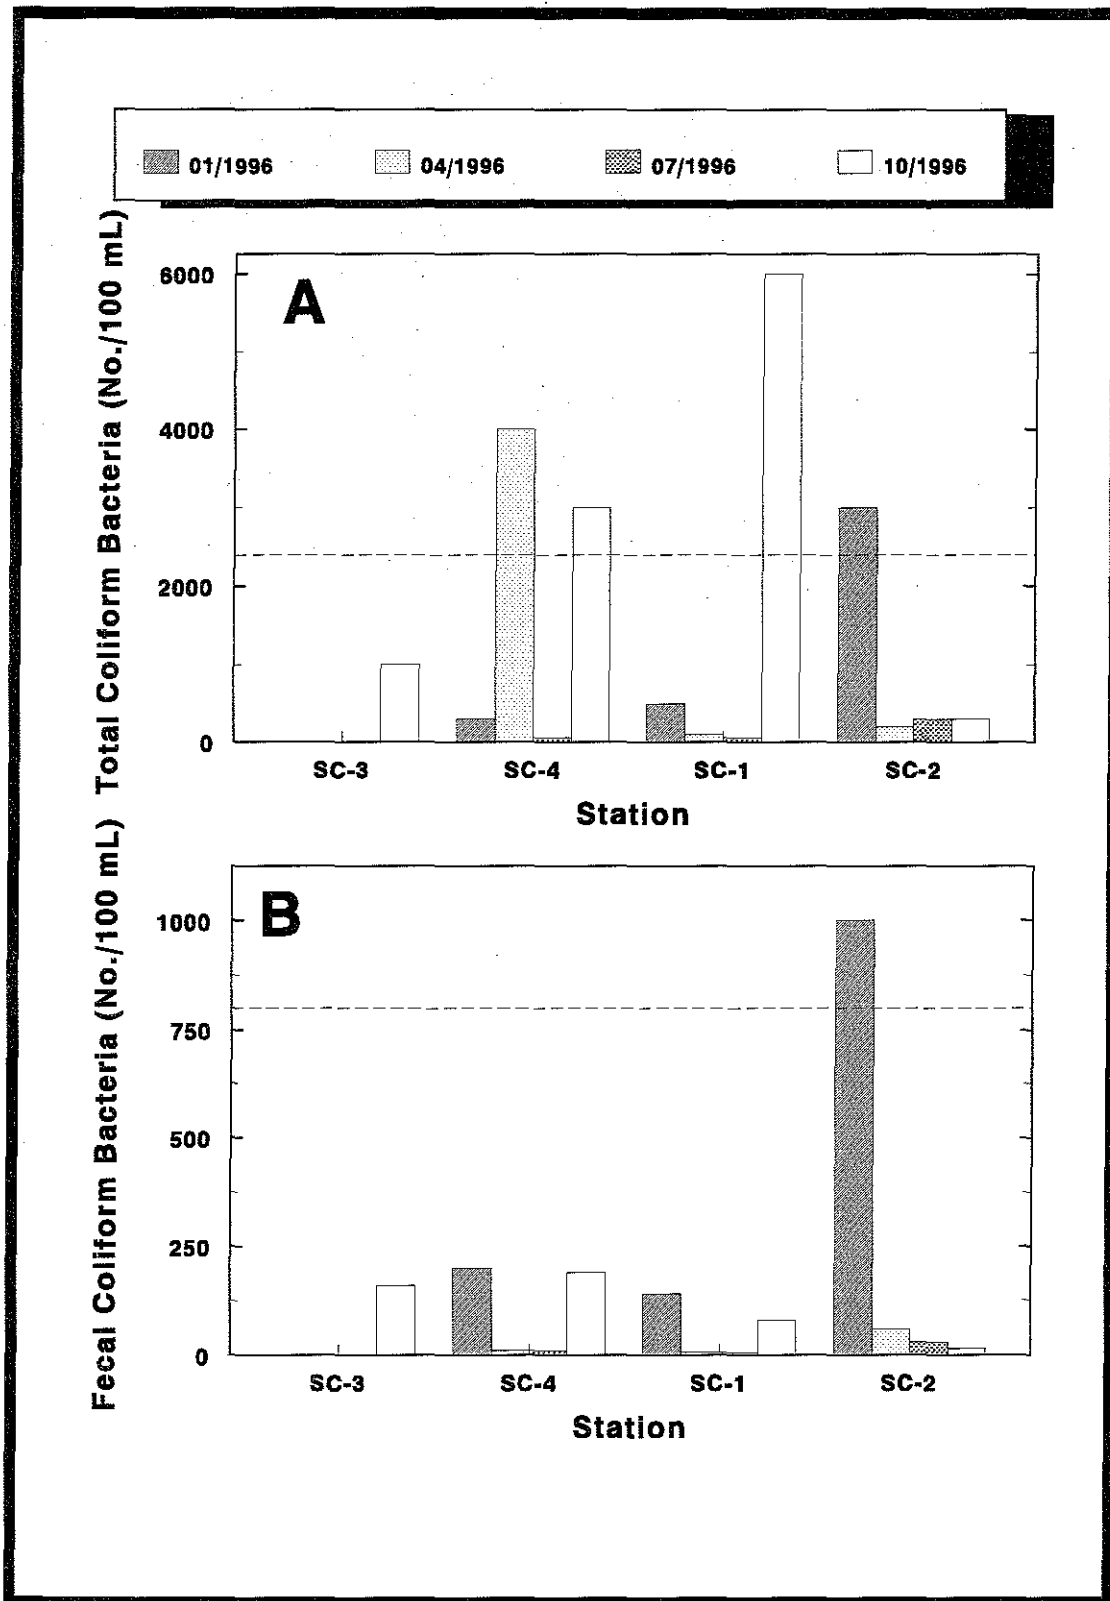 01/1996 04/1996 07/1996 10/1996
Total Coliform Bacteria (No./100 mL)
A
6000
4000
2000
0
SC-3 SC-4 SC-1 SC-2
Station
Fecal Coliform Bacteria (No./100 mL)
B
1000
750
500
250
0
SC-3 SC-4 SC-1 SC-2
Station